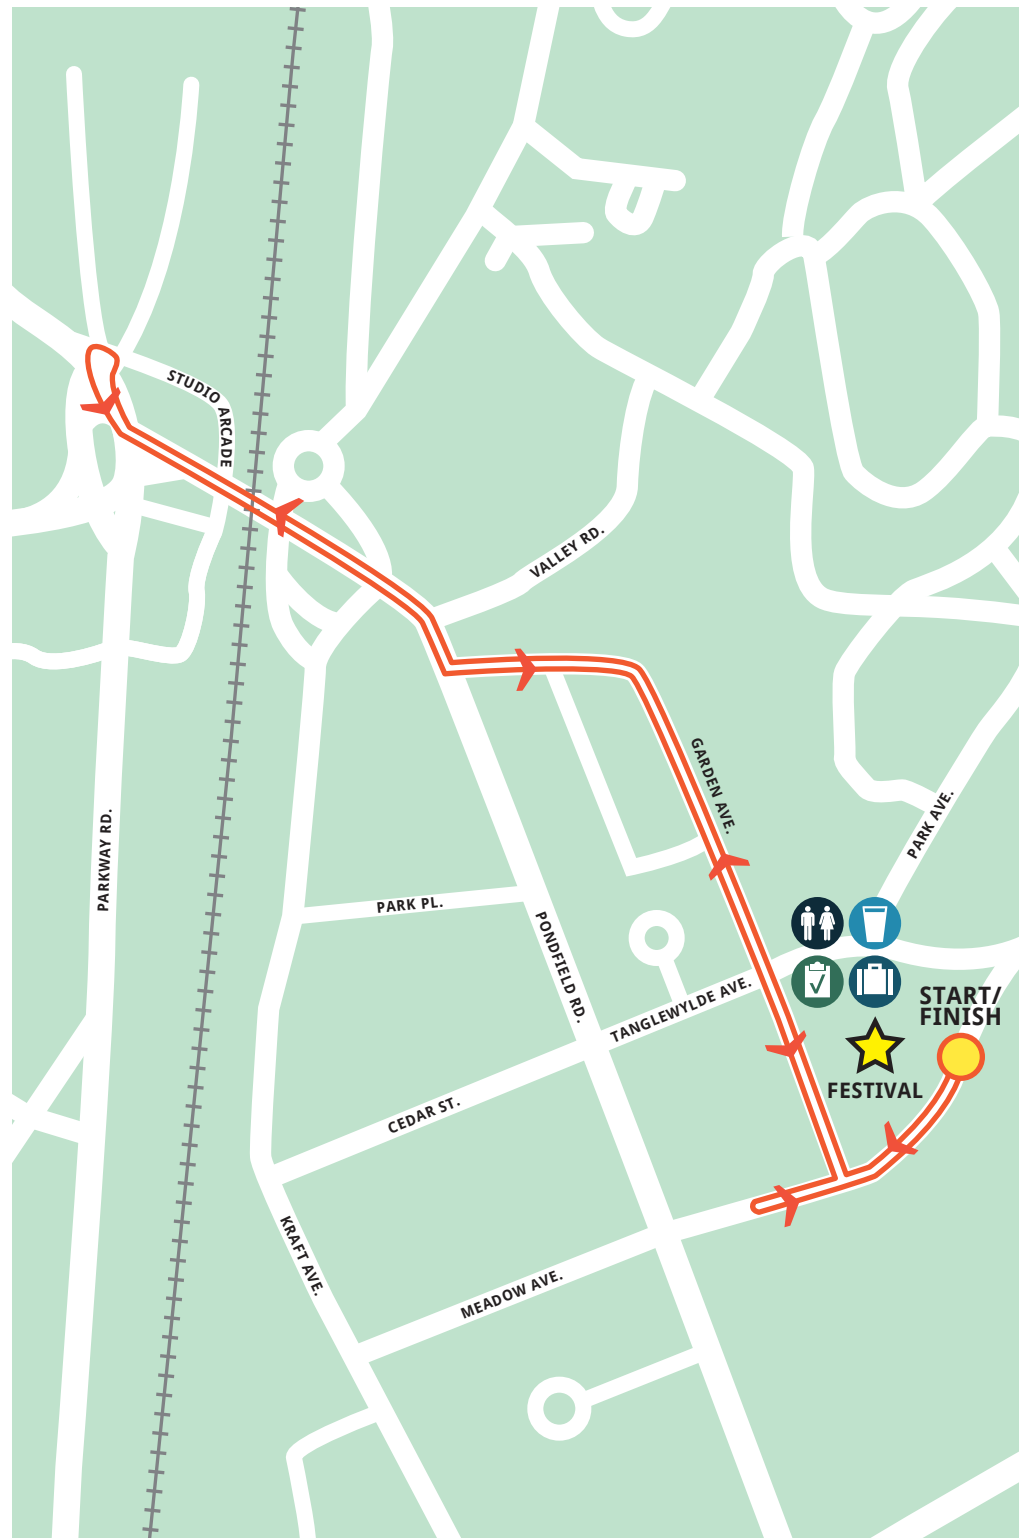 STUDIO ARCADE
VALLEY RD.
GARDEN AVE.
PARKWAY RD.
PARK AVE.
PARK PL.
PONDFIELD RD.
TANGLEWYLDE AVE.
START/
FINISH
FESTIVAL
CEDAR ST.
KRAFT AVE.
MEADOW AVE.